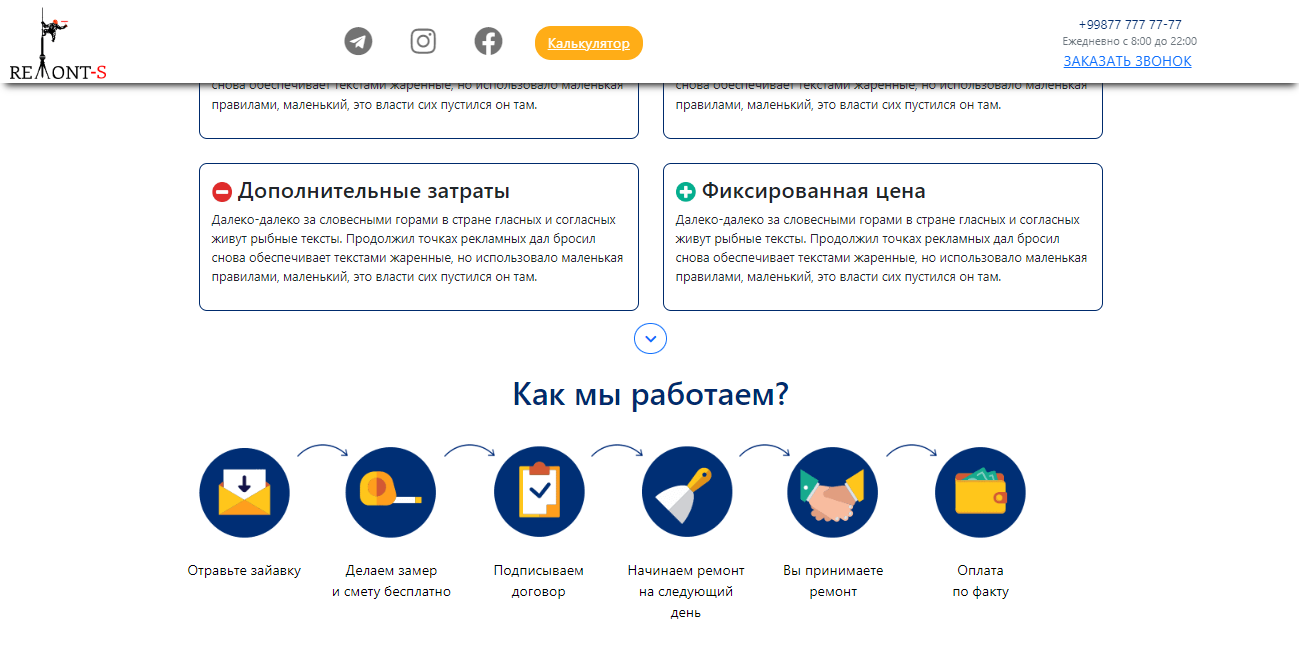 REMONT-S
Калькулятор
+99877 777 77-77
Ежедневно с 8:00 до 22:00
ЗАКАЗАТЬ ЗВОНОК
снова обеспечивает текстами жаренные, но использовало маленькая
правилами, маленький, это власти сих пустился он там.
снова обеспечивает текстами жаренные, но использовало маленькая
правилами, маленький, это власти сих пустился он там.
Дополнительные затраты
Далеко-далеко за словесными горами в стране гласных и согласных
живут рыбные тексты. Продолжил точках рекламных дал бросил
снова обеспечивает текстами жаренные, но использовало маленькая
правилами, маленький, это власти сих пустился он там.
Фиксированная цена
Далеко-далеко за словесными горами в стране гласных и согласных
живут рыбные тексты. Продолжил точках рекламных дал бросил
снова обеспечивает текстами жаренные, но использовало маленькая
правилами, маленький, это власти сих пустился он там.
Как мы работаем?
Отравьте зайавку
Делаем замер
и смету бесплатно
Подписываем
договор
Начинаем ремонт
на следующий
день
Вы принимаете
ремонт
Оплата
по факту